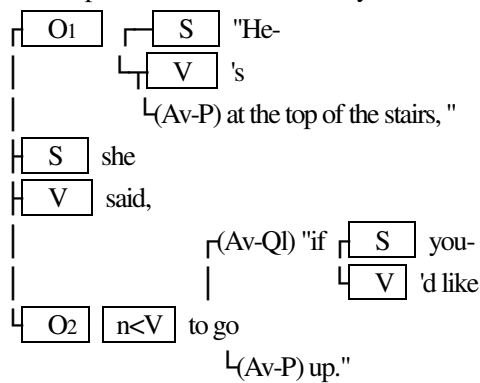 O1 S "He-
V 's
(Av-P) at the top of the stairs, "
S she
V said,
(Av-Ql) "if S you-
V 'd like
O2 n<V to go
(Av-P) up."